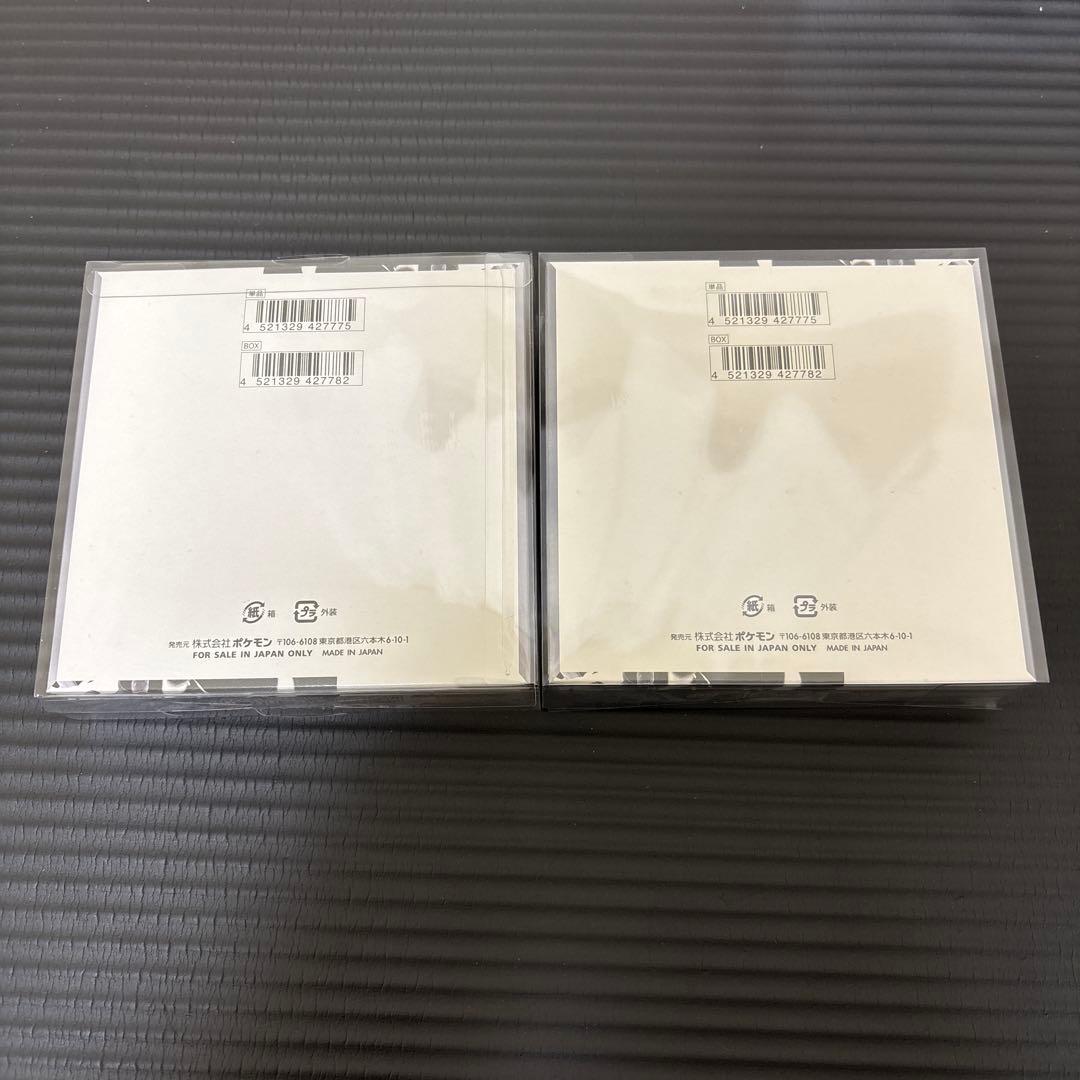 単品
4 521329 427775
BOX
4 521329 427782
紙 箱 プラ 外装
発売元 株式会社 ポケモン 〒106-6108 東京都港区六本木6-10-1
FOR SALE IN JAPAN ONLY MADE IN JAPAN
単品
4 521329 427775
BOX
4 521329 427782
紙 箱 プラ 外装
発売元 株式会社 ポケモン 〒106-6108 東京都港区六本木6-10-1
FOR SALE IN JAPAN ONLY MADE IN JAPAN